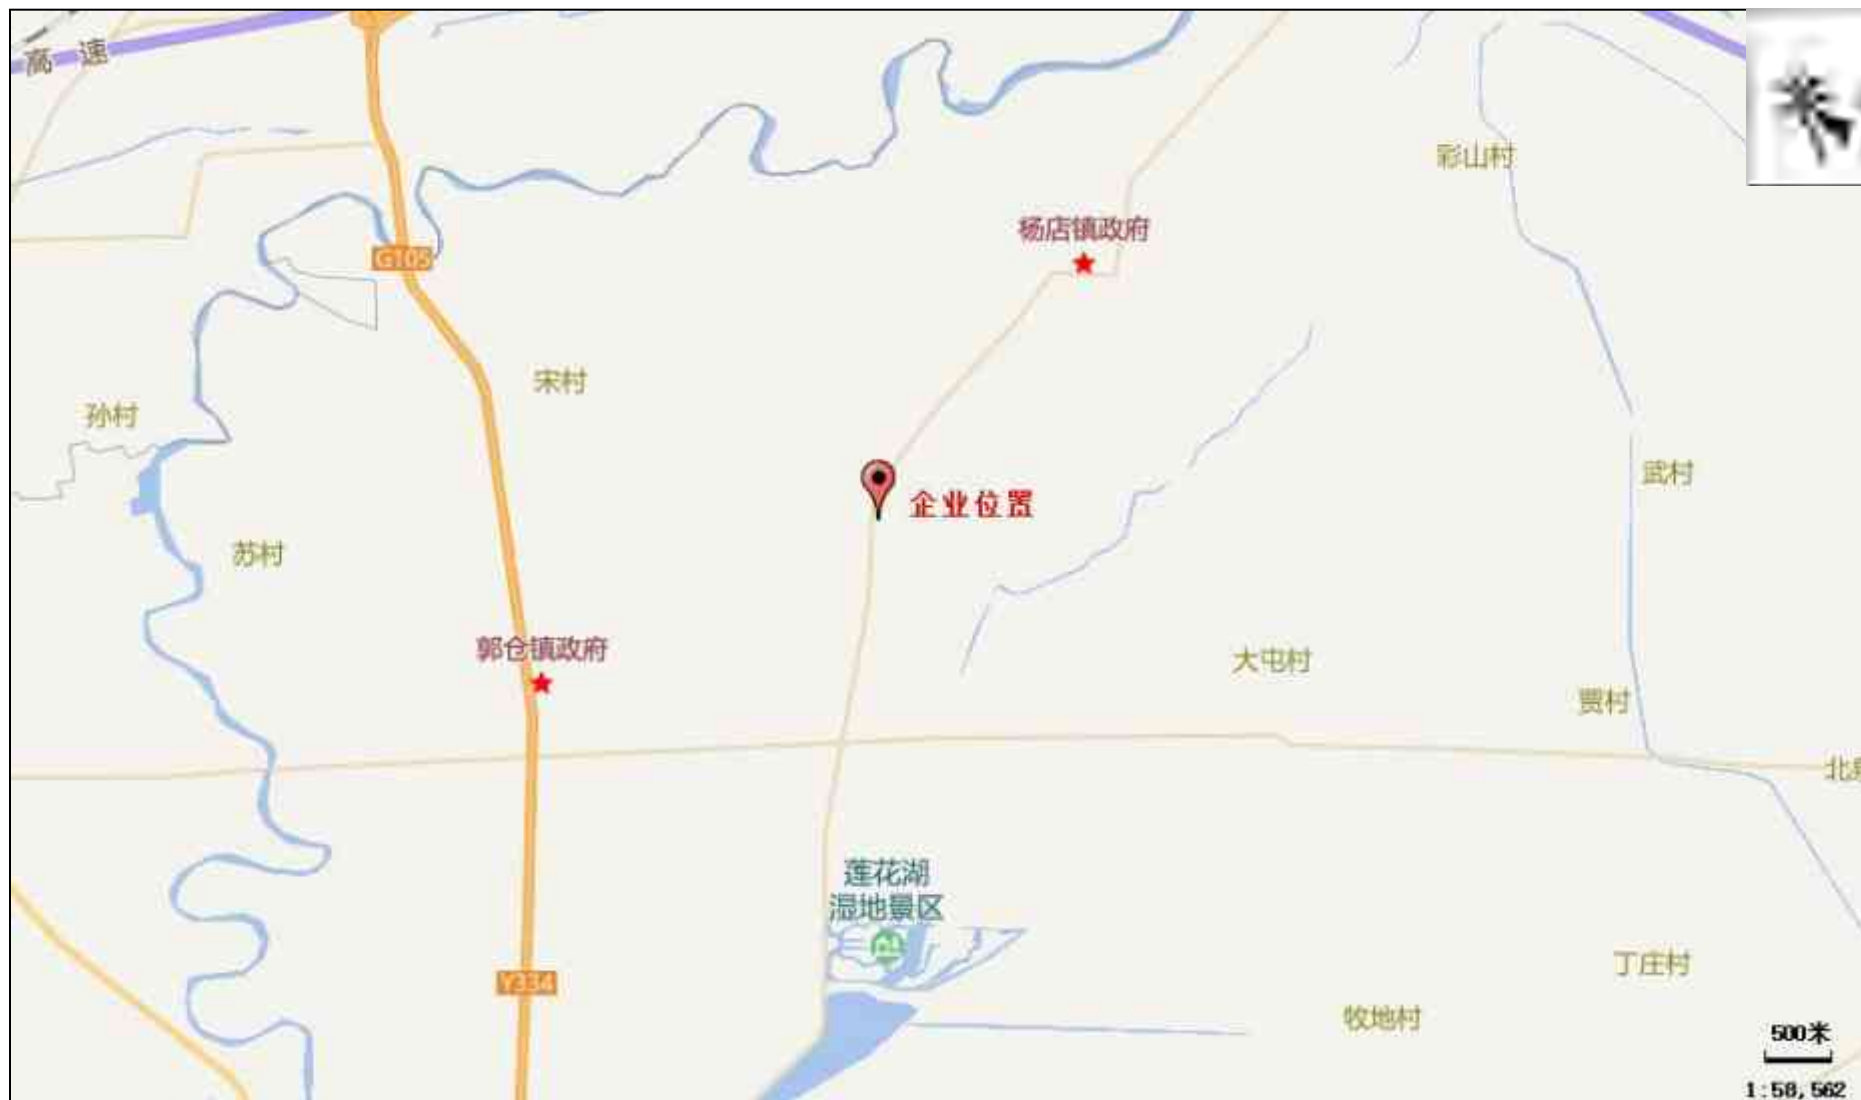 高 速
彩山村
杨店镇政府
G105
宋村
孙村
武村
企业位置
苏村
郭仓镇政府
大屯村
贾村
北
莲花湖
湿地景区
丁庄村
Y334
牧地村
500米
1:58,562